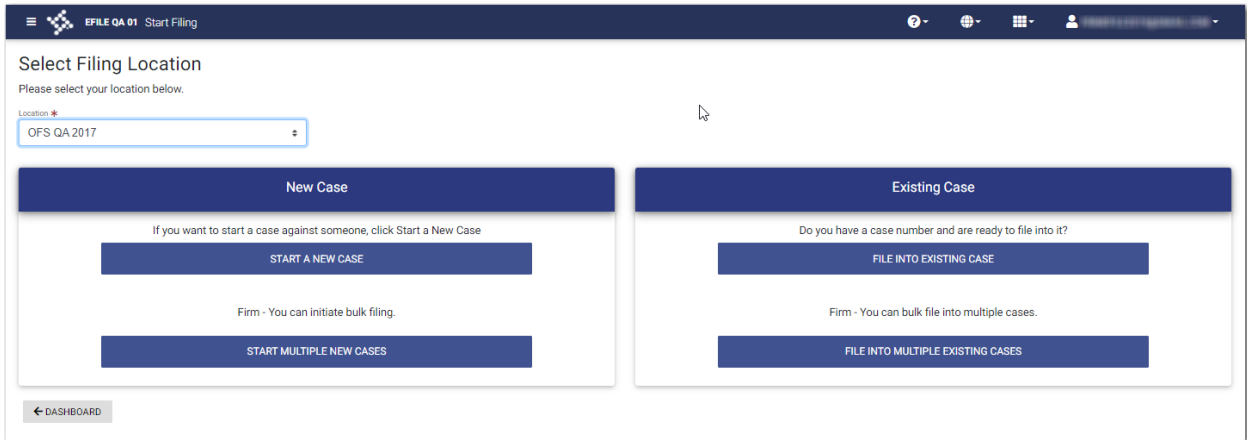 EFILE QA 01 Start Filing
Select Filing Location
Please select your location below.
Location *
OFS QA 2017
New Case
If you want to start a case against someone, click Start a New Case
START A NEW CASE
Firm - You can initiate bulk filing.
START MULTIPLE NEW CASES
Existing Case
Do you have a case number and are ready to file into it?
FILE INTO EXISTING CASE
Firm - You can bulk file into multiple cases.
FILE INTO MULTIPLE EXISTING CASES
DASHBOARD